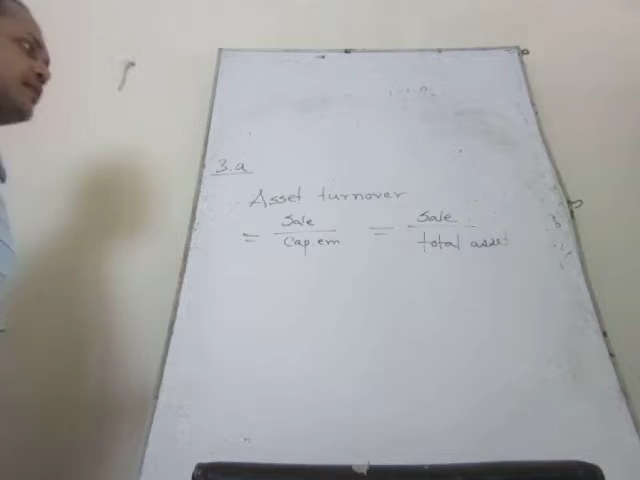 3.a
Asset turnover
= Sale / Cap.em = Sale / total asset